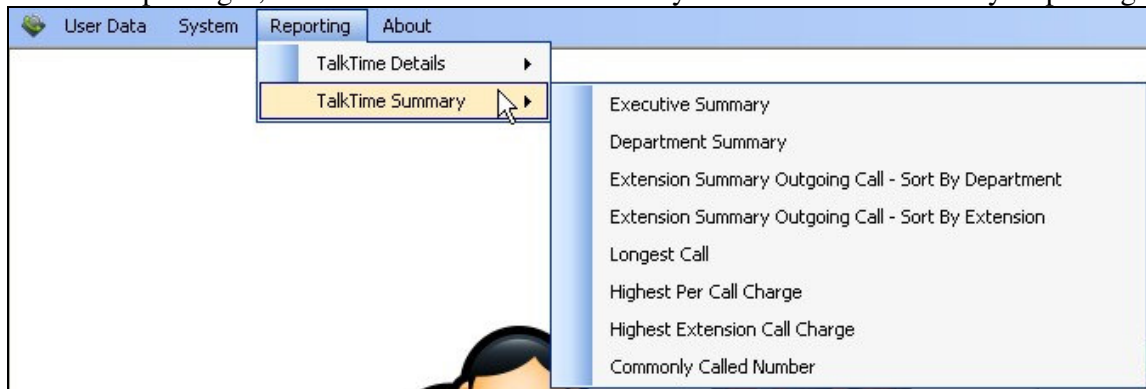 User Data System Reporting About
TalkTime Details
TalkTime Summary
Executive Summary
Department Summary
Extension Summary Outgoing Call - Sort By Department
Extension Summary Outgoing Call - Sort By Extension
Longest Call
Highest Per Call Charge
Highest Extension Call Charge
Commonly Called Number